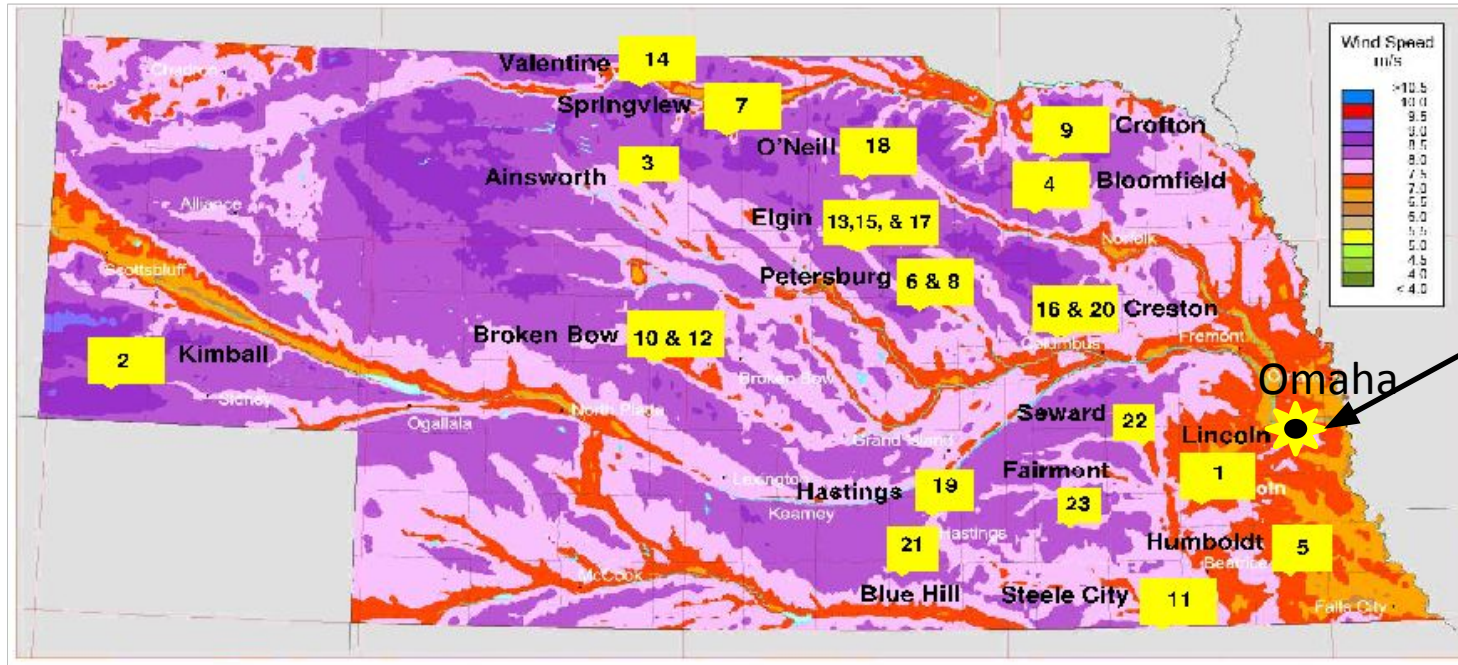 Wind Speed
m/s
>10.5
10.0
9.5
9.0
8.5
8.0
7.5
7.0
6.5
5.5
5.0
4.5
4.0
< 4.0
Chadron
Valentine
14
Springview
7
O'Neill
18
9
Crofton
Ainsworth
3
4
Bloomfield
Alliance
Elgin
13,15, & 17
Norfolk
Scottsbluff
Petersburg
6 & 8
16 & 20
Creston
Broken Bow
10 & 12
Columbus
Fremont
2
Kimball
Broken Bow
Omaha
Sidney
Ogallala
North Platte
Seward
22
Grand Island
Lincoln
Lexington
Hastings
19
Fairmont
1
Kearney
23
21
Hastings
Humboldt
5
McCook
Beatrice
Blue Hill
Steele City
11
Falls City